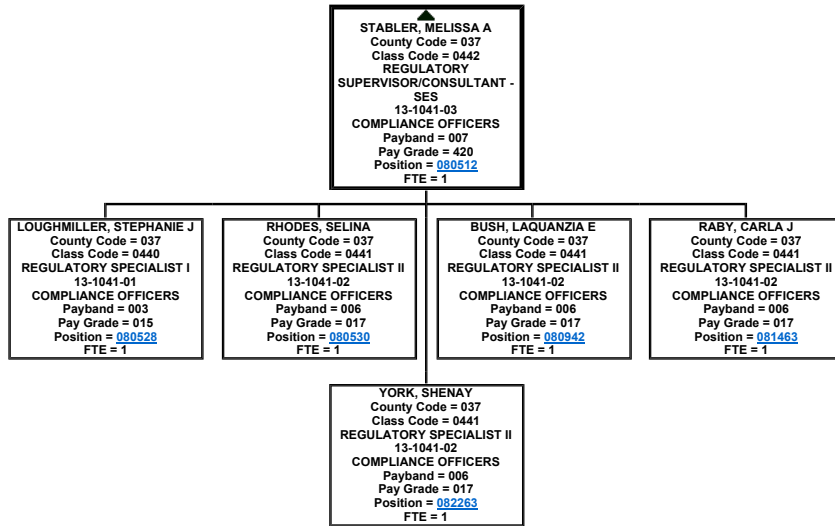 STABLER, MELISSA A
County Code = 037
Class Code = 0442
REGULATORY
SUPERVISOR/CONSULTANT -
SES
13-1041-03
COMPLIANCE OFFICERS
Payband = 007
Pay Grade = 420
Position = 080512
FTE = 1
LOUGHMILLER, STEPHANIE J
County Code = 037
Class Code = 0440
REGULATORY SPECIALIST I
13-1041-01
COMPLIANCE OFFICERS
Payband = 003
Pay Grade = 015
Position = 080528
FTE = 1
RHODES, SELINA
County Code = 037
Class Code = 0441
REGULATORY SPECIALIST II
13-1041-02
COMPLIANCE OFFICERS
Payband = 006
Pay Grade = 017
Position = 080530
FTE = 1
BUSH, LAQUANZIA E
County Code = 037
Class Code = 0441
REGULATORY SPECIALIST II
13-1041-02
COMPLIANCE OFFICERS
Payband = 006
Pay Grade = 017
Position = 080942
FTE = 1
RABY, CARLA J
County Code = 037
Class Code = 0441
REGULATORY SPECIALIST II
13-1041-02
COMPLIANCE OFFICERS
Payband = 006
Pay Grade = 017
Position = 081463
FTE = 1
YORK, SHENAY
County Code = 037
Class Code = 0441
REGULATORY SPECIALIST II
13-1041-02
COMPLIANCE OFFICERS
Payband = 006
Pay Grade = 017
Position = 082263
FTE = 1